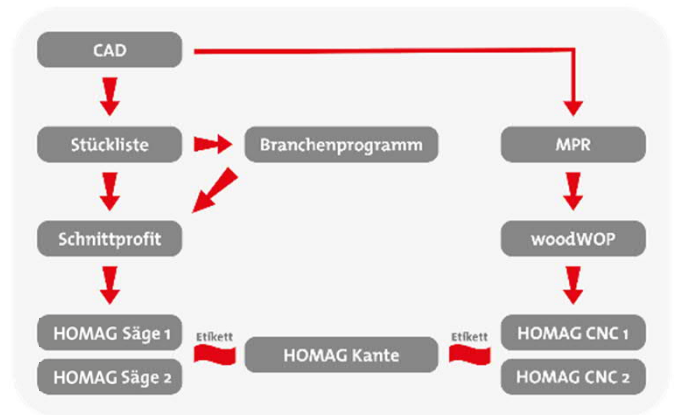 CAD
Stückliste
Branchenprogramm
MPR
Schnittprofit
woodWOP
HOMAG Säge 1
Etikett
HOMAG Kante
Etikett
HOMAG CNC 1
HOMAG Säge 2
HOMAG CNC 2